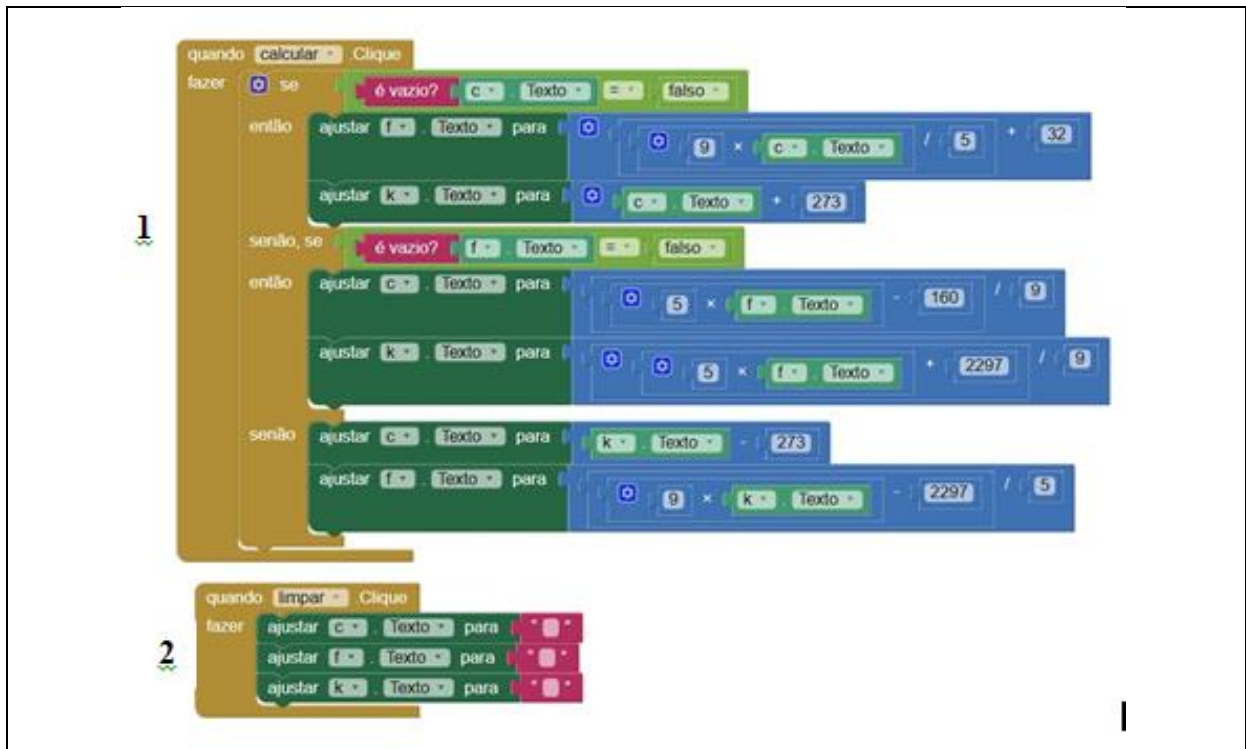 quando calcular Clique
fazer se é vazio? c . Texto = falso
então ajustar f . Texto para 9 × c . Texto / 5 + 32
ajustar k . Texto para c . Texto + 273
1
senão, se é vazio? f . Texto = falso
então ajustar c . Texto para 5 × f . Texto - 160 / 9
ajustar k . Texto para 5 × f . Texto + 2297 / 9
senão ajustar c . Texto para k . Texto - 273
ajustar f . Texto para 9 × k . Texto - 2297 / 5
quando limpar . Clique
fazer ajustar c . Texto para " "
2
ajustar f . Texto para " "
ajustar k . Texto para " "